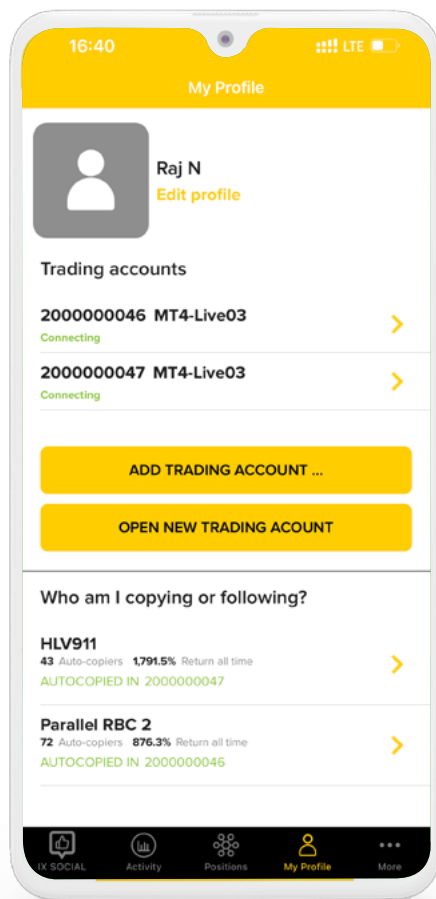 16:40
LTE
My Profile
Raj N
Edit profile
Trading accounts
2000000046 MT4-Live03
Connecting
2000000047 MT4-Live03
Connecting
ADD TRADING ACCOUNT ...
OPEN NEW TRADING ACOUNT
Who am I copying or following?
HLV911
43 Auto-copiers 1,791.5% Return all time
AUTOCOPIED IN 2000000047
Parallel RBC 2
72 Auto-copiers 876.3% Return all time
AUTOCOPIED IN 2000000046
IX SOCIAL Activity Positions My Profile More